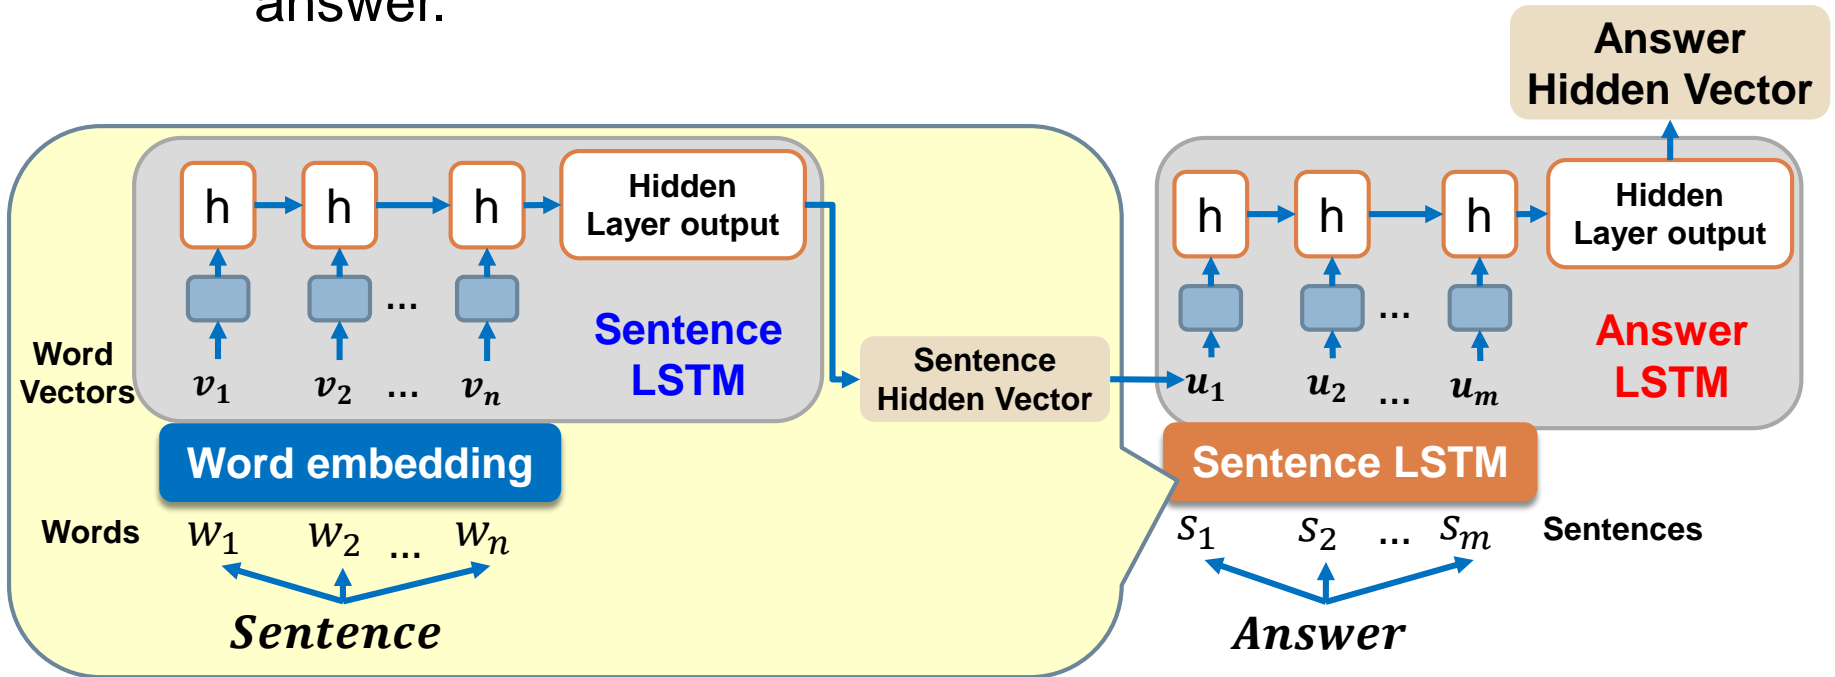 answer.
Answer
Hidden Vector
h h h
Hidden
Layer output
...
Sentence
LSTM
Word
Vectors
v₁ v₂ ... vₙ
Word embedding
Words
w₁ w₂ ... wₙ
Sentence
Sentence
Hidden Vector
h h h
Hidden
Layer output
...
Answer
LSTM
u₁ u₂ ... uₘ
Sentence LSTM
s₁ s₂ ... sₘ
Sentences
Answer